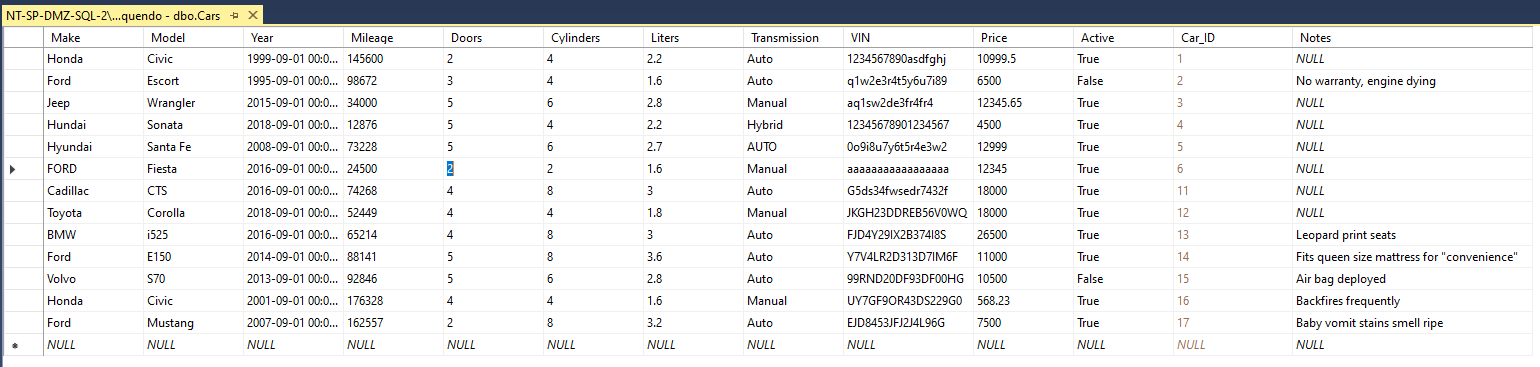 NT-SP-DMZ-SQL-2\...quendo - dbo.Cars
Make Model Year Mileage Doors Cylinders Liters Transmission VIN Price Active Car_ID Notes
Honda Civic 1999-09-01 00:0... 145600 2 4 2.2 Auto 1234567890asdfghj 10999.5 True 1 NULL
Ford Escort 1995-09-01 00:0... 98672 3 4 1.6 Auto q1w2e3r4t5y6u7i89 6500 False 2 No warranty, engine dying
Jeep Wrangler 2015-09-01 00:0... 34000 5 6 2.8 Manual aq1sw2de3fr4fr4 12345.65 True 3 NULL
Hundai Sonata 2018-09-01 00:0... 12876 5 4 2.2 Hybrid 12345678901234567 4500 True 4 NULL
Hyundai Santa Fe 2008-09-01 00:0... 73228 5 6 2.7 AUTO 0o9i8u7y6t5r4e3w2 12999 True 5 NULL
FORD Fiesta 2016-09-01 00:0... 24500 2 2 1.6 Manual aaaaaaaaaaaaaaaaa 12345 True 6 NULL
Cadillac CTS 2016-09-01 00:0... 74268 4 8 3 Auto G5ds34fwsedr7432f 18000 True 11 NULL
Toyota Corolla 2018-09-01 00:0... 52449 4 4 1.8 Manual JKGH23DDREB56V0WQ 18000 True 12 NULL
BMW i525 2016-09-01 00:0... 65214 4 8 3 Auto FJD4Y29IX2B374I8S 26500 True 13 Leopard print seats
Ford E150 2014-09-01 00:0... 88141 5 8 3.6 Auto Y7V4LR2D313D7IM6F 11000 True 14 Fits queen size mattress for "convenience"
Volvo S70 2013-09-01 00:0... 92846 5 6 2.8 Auto 99RND20DF93DF00HG 10500 False 15 Air bag deployed
Honda Civic 2001-09-01 00:0... 176328 4 4 1.6 Manual UY7GF9OR43DS229G0 568.23 True 16 Backfires frequently
Ford Mustang 2007-09-01 00:0... 162557 2 8 3.2 Auto EJD8453JFJ2J4L96G 7500 True 17 Baby vomit stains smell ripe
NULL NULL NULL NULL NULL NULL NULL NULL NULL NULL NULL NULL NULL